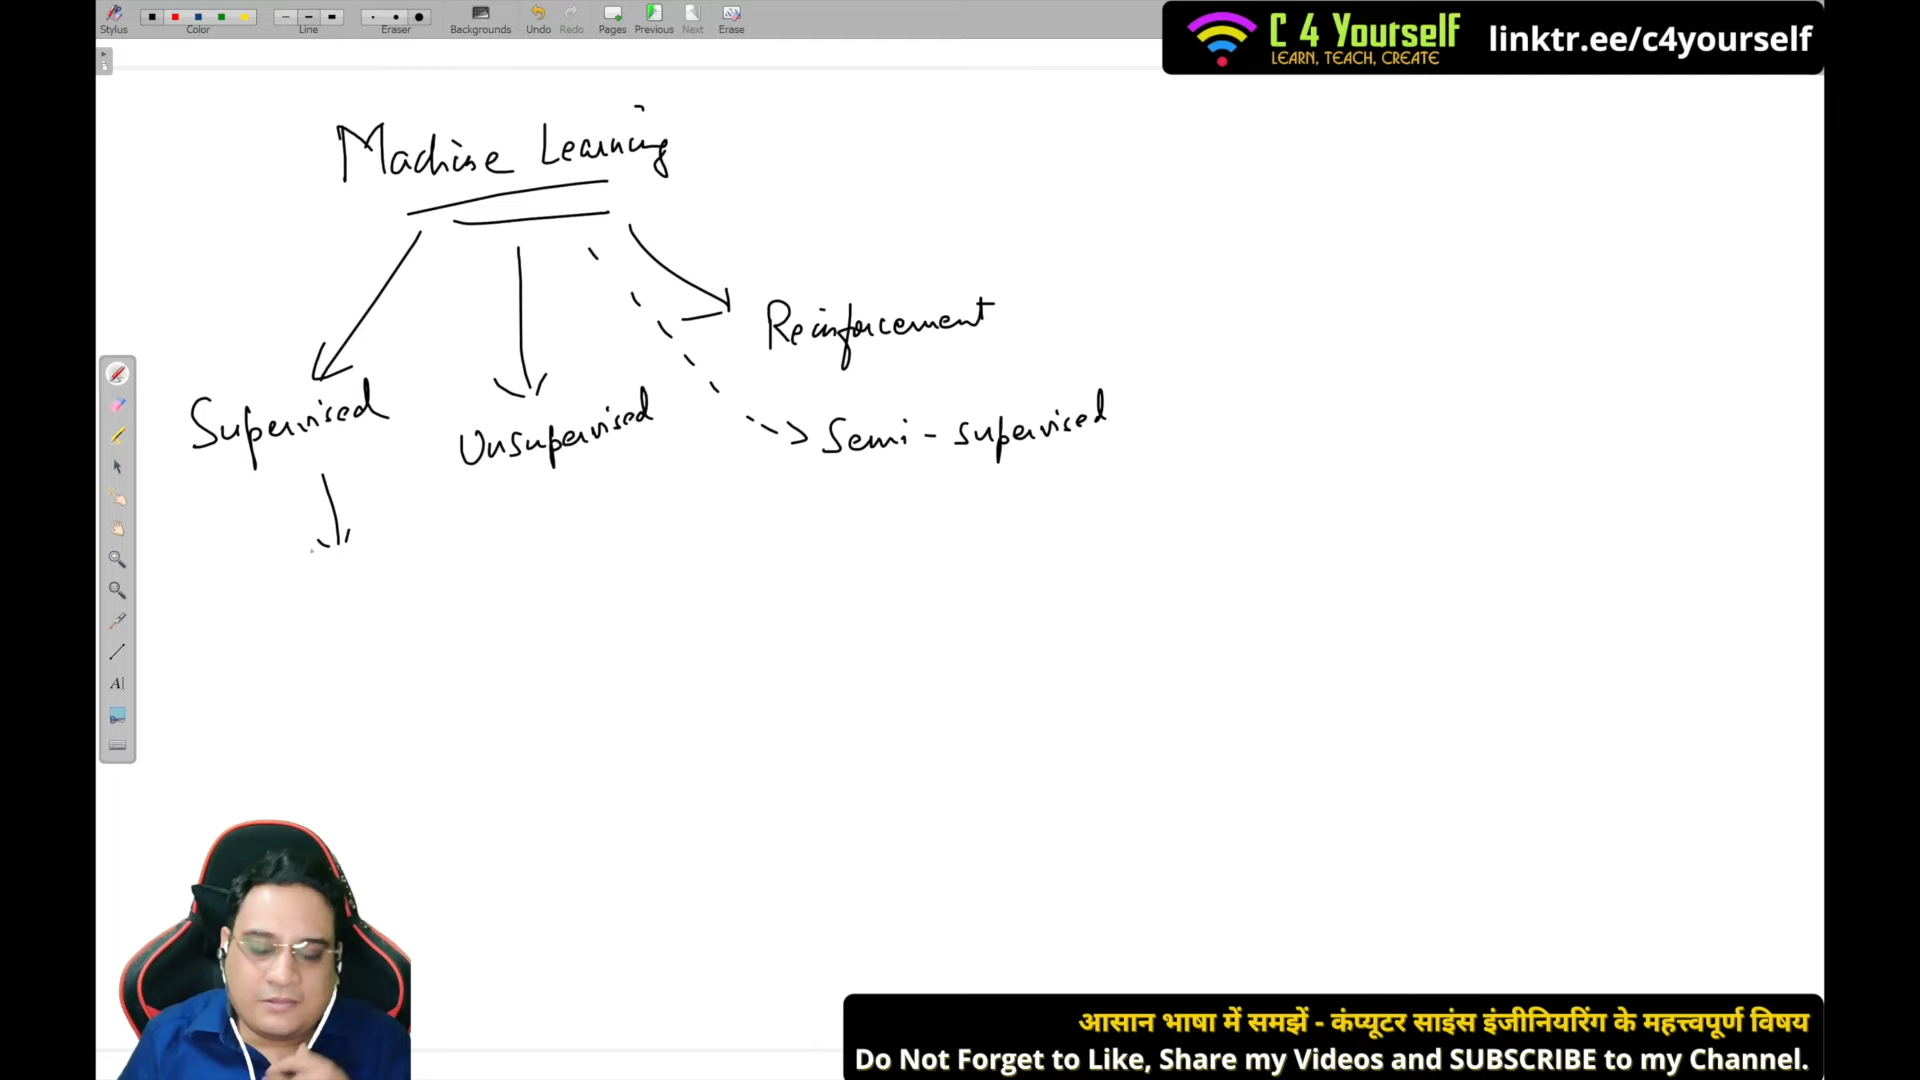 Stylus
Color
Line
Eraser
Backgrounds
Undo
Redo
Pages
Previous
Next
Erase
C 4 Yourself
LEARN, TEACH, CREATE
linktr.ee/c4yourself
Machine Learning
Reinforcement
Supervised
Unsupervised
Semi - supervised
आसान भाषा में समझें - कंप्यूटर साइंस इंजीनियरिंग के महत्त्वपूर्ण विषय
Do Not Forget to Like, Share my Videos and SUBSCRIBE to my Channel.